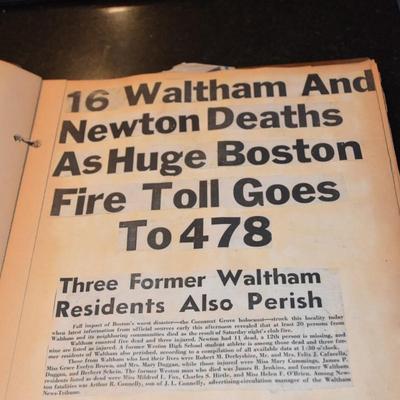 16 Waltham And
Newton Deaths
As Huge Boston
Fire Toll Goes
To 478
Three Former Waltham
Residents Also Perish
Full impact of Boston's worst disaster—the Cocoanut Grove holocaust—struck this locality today
when latest information from official sources early this afternoon revealed that at least 20 persons from
Waltham and its neighboring communities died as the result of Saturday night's club fire.
Waltham counted five dead and three injured. Newton had 11 dead, a 12th person is missing, and
nine are listed as injured. A former Weston High School student also is among those dead and three for-
mer residents of Waltham also perished, according to a compilation of all available data at 1:30 o'clock.
Those from Waltham who lost their lives were Robert M. Derbyshire, Mr. and Mrs. Felix J. Cafarella,
Miss Grace Evelyn Brown, and Mrs. Mary Duggan, while those injured were Miss Mary Cummings, James P.
Duggan, and Herbert Schein. The former Weston man who died was James R. Jenkins, and former Waltham
residents listed as dead were Miss Mildred L. Fox, Charles S. Hirtle, and Miss Helen F. O'Brien. Among New-
ton fatalities was Arthur R. Connelly, son of J. L. Connelly, advertising-circulation manager of the Waltham
News-Tribune.